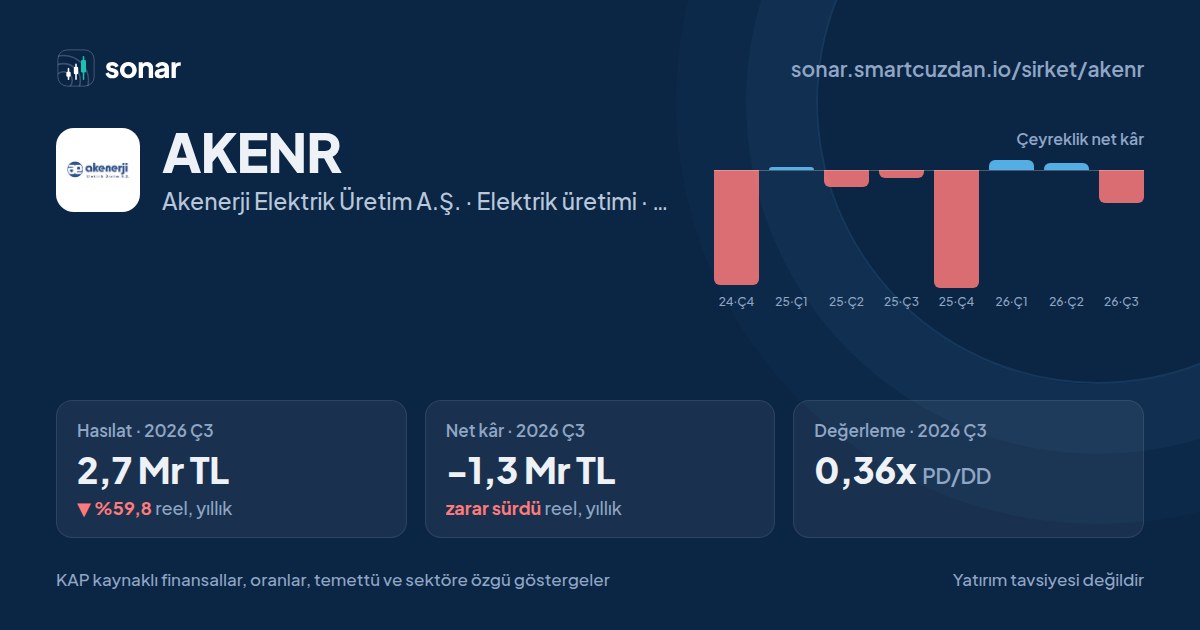 sonar
sonar.smartcuzdan.io/sirket/akenr
akenerji
AKENR
Akenerji Elektrik Üretim A.Ş. · Elektrik üretimi · ...
Çeyreklik net kâr
24·Ç4 25·Ç1 25·Ç2 25·Ç3 25·Ç4 26·Ç1 26·Ç2 26·Ç3
Hasılat · 2026 Ç3
2,7 Mr TL
▼ %59,8 reel, yıllık
Net kâr · 2026 Ç3
−1,3 Mr TL
zarar sürdü reel, yıllık
Değerleme · 2026 Ç3
0,36x PD/DD
KAP kaynaklı finansallar, oranlar, temettü ve sektöre özgü göstergeler
Yatırım tavsiyesi değildir